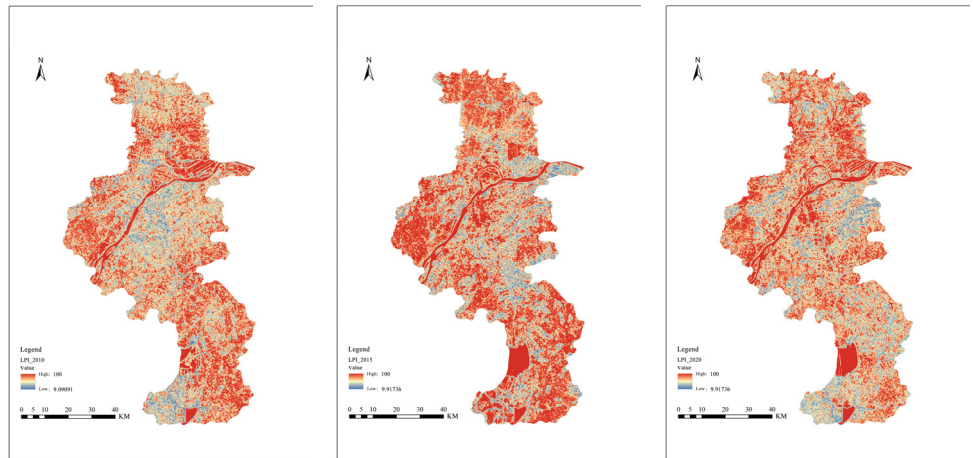 N
Legend
LPI_2010
Value
High: 100
Low: 9.09091
0 5 10 20 30 40 KM
N
Legend
LPI_2015
Value
High: 100
Low: 9.91736
0 5 10 20 30 40 KM
N
Legend
LPI_2020
Value
High: 100
Low: 9.91736
0 5 10 20 30 40 KM